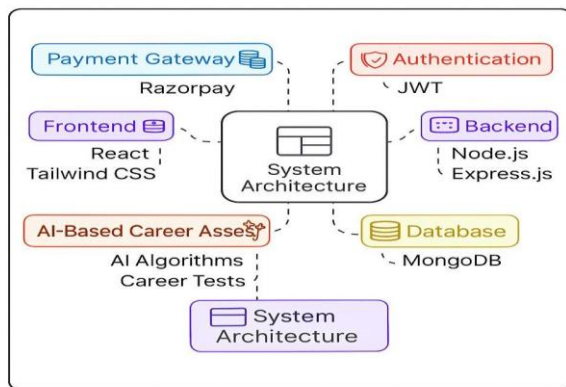 Payment Gateway
Razorpay
Authentication
JWT
Frontend
React
Tailwind CSS
System
Architecture
Backend
Node.js
Express.js
AI-Based Career Asses
AI Algorithms
Career Tests
Database
MongoDB
System
Architecture